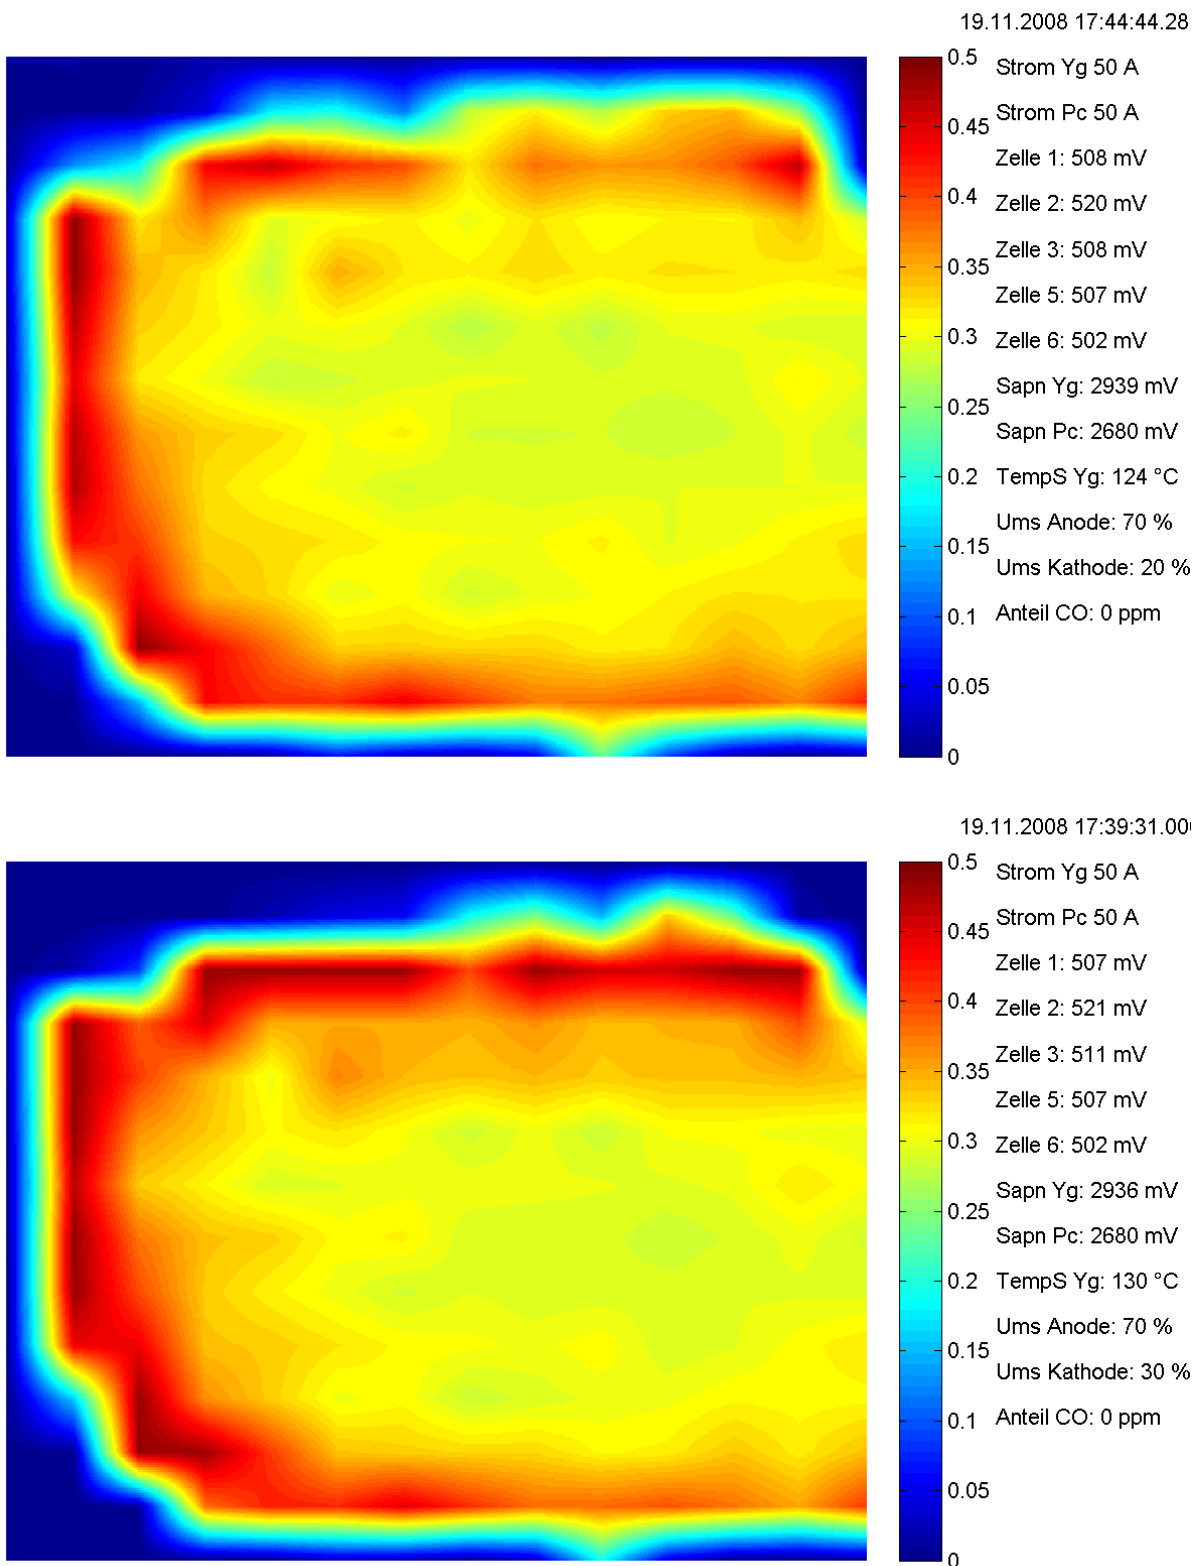 19.11.2008 17:44:44.28
0.5
Strom Yg 50 A
Strom Pc 50 A
0.45
Zelle 1: 508 mV
0.4
Zelle 2: 520 mV
Zelle 3: 508 mV
0.35
Zelle 5: 507 mV
0.3
Zelle 6: 502 mV
Sapn Yg: 2939 mV
0.25
Sapn Pc: 2680 mV
0.2
TempS Yg: 124 °C
Ums Anode: 70 %
0.15
Ums Kathode: 20 %
0.1
Anteil CO: 0 ppm
0.05
0
19.11.2008 17:39:31.00
0.5
Strom Yg 50 A
Strom Pc 50 A
0.45
Zelle 1: 507 mV
0.4
Zelle 2: 521 mV
Zelle 3: 511 mV
0.35
Zelle 5: 507 mV
0.3
Zelle 6: 502 mV
Sapn Yg: 2936 mV
0.25
Sapn Pc: 2680 mV
0.2
TempS Yg: 130 °C
Ums Anode: 70 %
0.15
Ums Kathode: 30 %
0.1
Anteil CO: 0 ppm
0.05
0